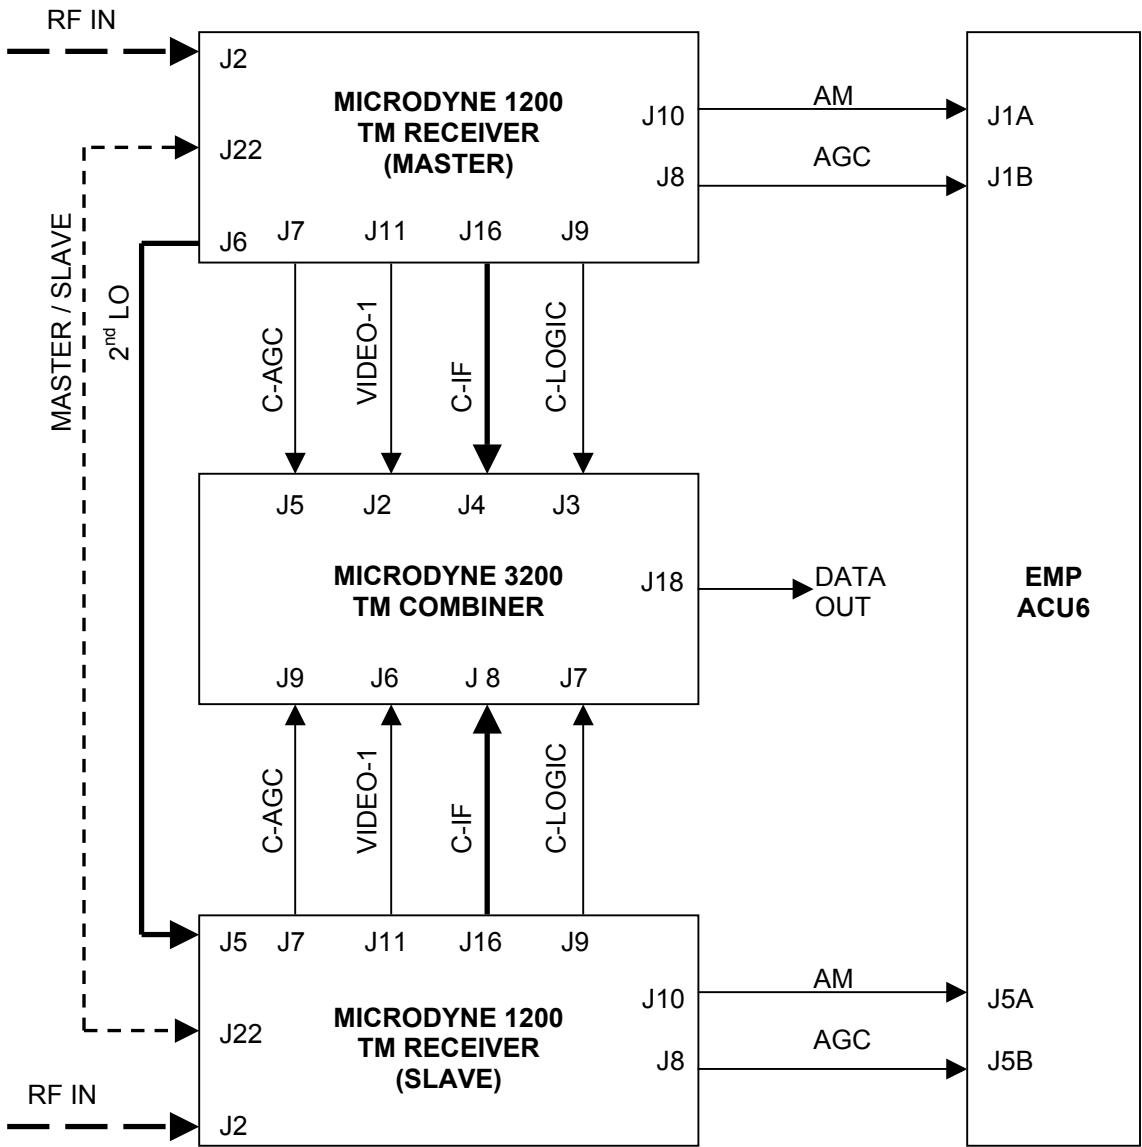 RF IN
J2
MICRODYNE 1200
TM RECEIVER
(MASTER)
J22
J6
J7
J11
J16
J9
J10
J8
AM
AGC
J1A
J1B
MASTER / SLAVE
2nd LO
C-AGC
VIDEO-1
C-IF
C-LOGIC
J5
J2
J4
J3
MICRODYNE 3200
TM COMBINER
J18
DATA
OUT
EMP
ACU6
J9
J6
J 8
J7
C-AGC
VIDEO-1
C-IF
C-LOGIC
J5
J7
J11
J16
J9
J22
MICRODYNE 1200
TM RECEIVER
(SLAVE)
J10
J8
AM
AGC
J5A
J5B
RF IN
J2